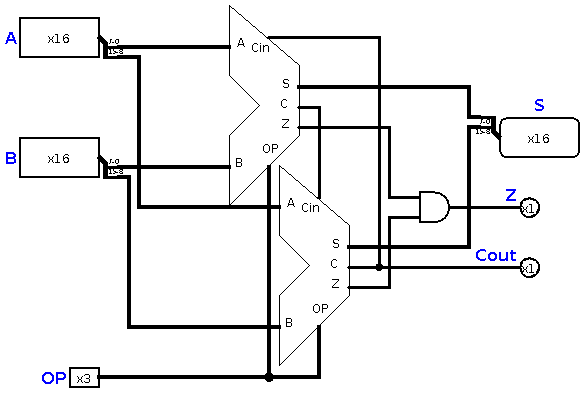 A x16 7-0
15-8
A Cin
S
C
Z
B OP
B x16 7-0
15-8
A Cin
S
C
Z
OP
B
7-0
15-8
S
x16
Z x1
Cout x1
OP x3